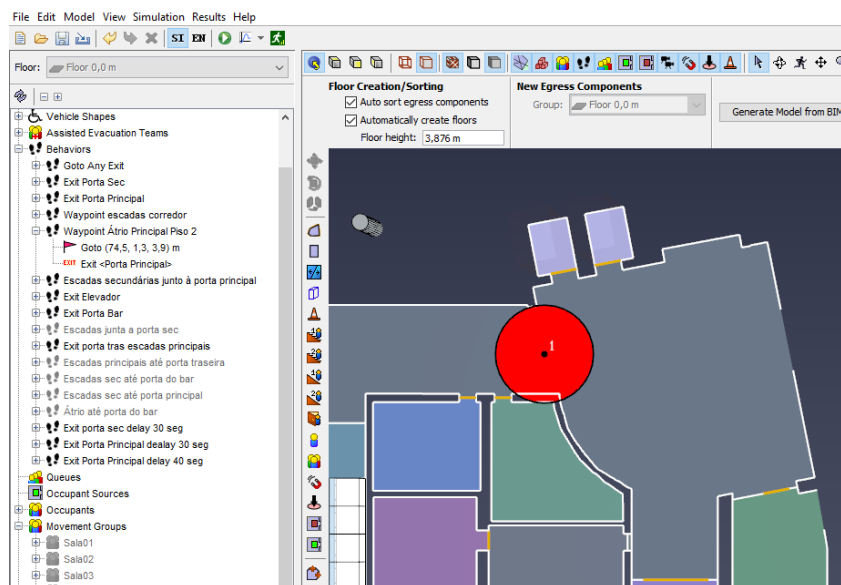 File Edit Model View Simulation Results Help
SI EN
Floor: Floor 0,0 m
Floor Creation/Sorting
Auto sort egress components
Automatically create floors
Floor height: 3,876 m
New Egress Components
Group: Floor 0,0 m
Generate Model from BIM
Vehicle Shapes
Assisted Evacuation Teams
Behaviors
Goto Any Exit
Exit Porta Sec
Exit Porta Principal
Waypoint escadas corredor
Waypoint Átrio Principal Piso 2
Goto (74,5, 1,3, 3,9) m
EXIT Exit <Porta Principal>
Escadas secundárias junto à porta principal
Exit Elevador
Exit Porta Bar
Escadas junta a porta sec
Exit porta tras escadas principais
Escadas principais até porta traseira
Escadas sec até porta do bar
Escadas sec até porta principal
Átrio até porta do bar
Exit porta sec delay 30 seg
Exit Porta Principal dealay 30 seg
Exit Porta Principal delay 40 seg
Queues
Occupant Sources
Occupants
Movement Groups
Sala01
Sala02
Sala03
1